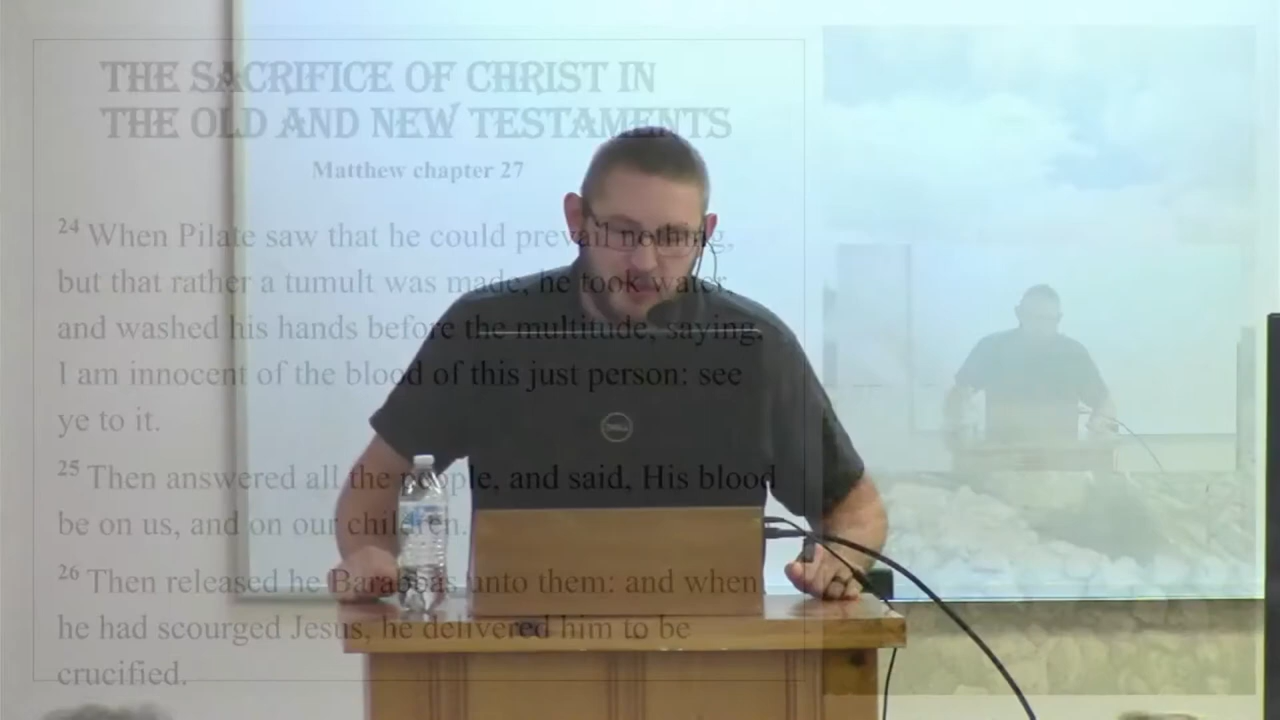 THE SACRIFICE OF CHRIST IN
THE OLD AND NEW TESTAMENTS
Matthew chapter 27
24 When Pilate saw that he could prevail nothing,
but that rather a tumult was made, he took water,
and washed his hands before the multitude, saying,
I am innocent of the blood of this just person: see
ye to it.
25 Then answered all the people, and said, His blood
be on us, and on our children.
26 Then released he Barabbas unto them: and when
he had scourged Jesus, he delivered him to be
crucified.
DELL